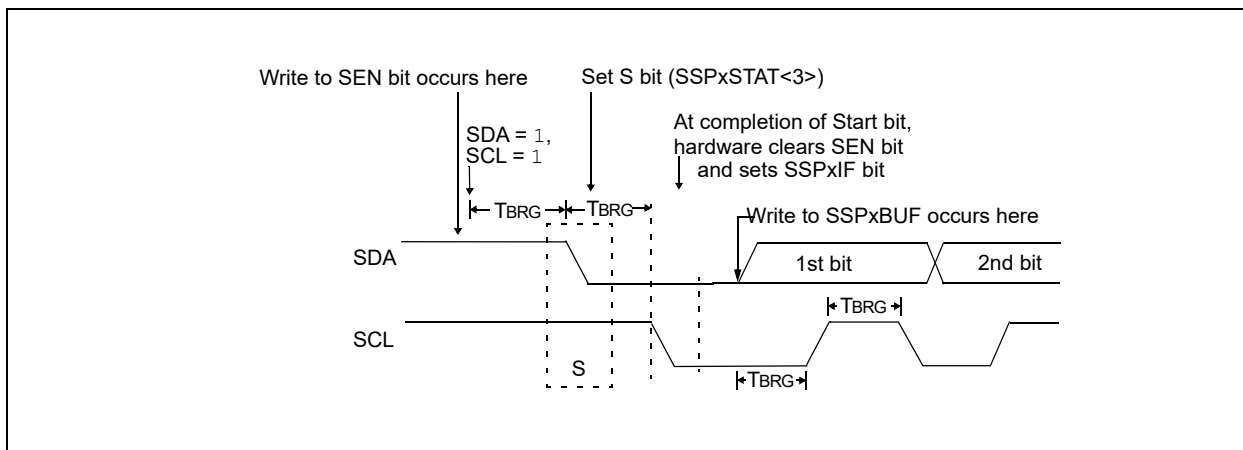 Write to SEN bit occurs here
Set S bit (SSPxSTAT<3>)
SDA = 1,
SCL = 1
At completion of Start bit,
hardware clears SEN bit
and sets SSPxIF bit
TBRG
TBRG
Write to SSPxBUF occurs here
SDA
1st bit
2nd bit
TBRG
SCL
S
TBRG